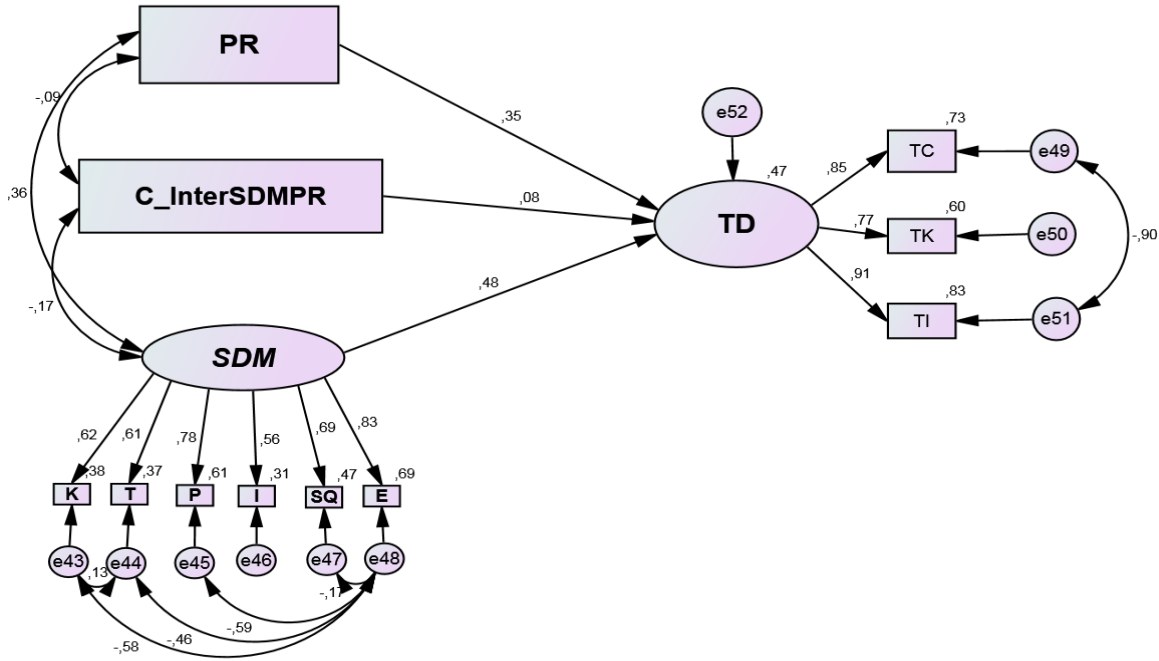 PR
-,09
,35
e52
,73
TC
e49
,85
,47
C_InterSDMPR
,36
,08
TD
,77
,60
TK
e50
-,90
,48
,91
,83
TI
e51
-,17
SDM
,62
,61
,78
,56
,69
,83
,38
,37
,61
,31
,47
,69
K
T
P
I
SQ
E
e43
e44
e45
e46
e47
e48
,13
-,17
-,59
-,46
-,58